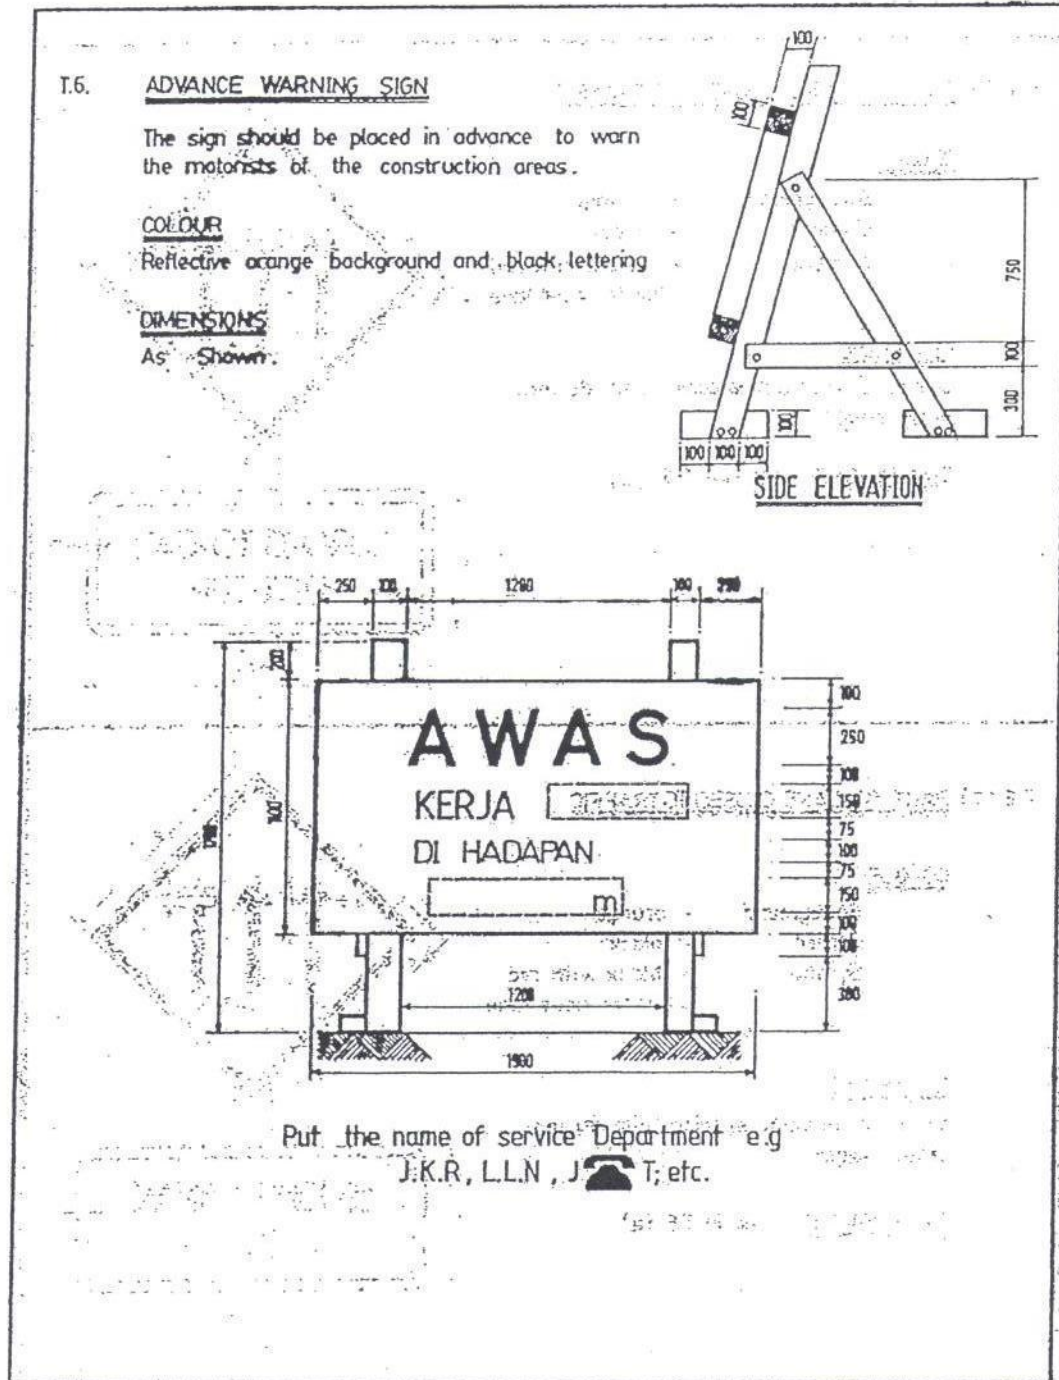 T.6. ADVANCE WARNING SIGN
The sign should be placed in advance to warn
the motorists of the construction areas.
COLOUR
Reflective orange background and black lettering
DIMENSIONS
As Shown.
100
100
750
100
300
100
100 100 100
SIDE ELEVATION
250 100 1200 100 250
200
100
250
100
150
75
100
75
150
100
100
300
AWAS
KERJA
DI HADAPAN
m
1200
1900
Put the name of service Department e.g
J.K.R, L.L.N, J T; etc.